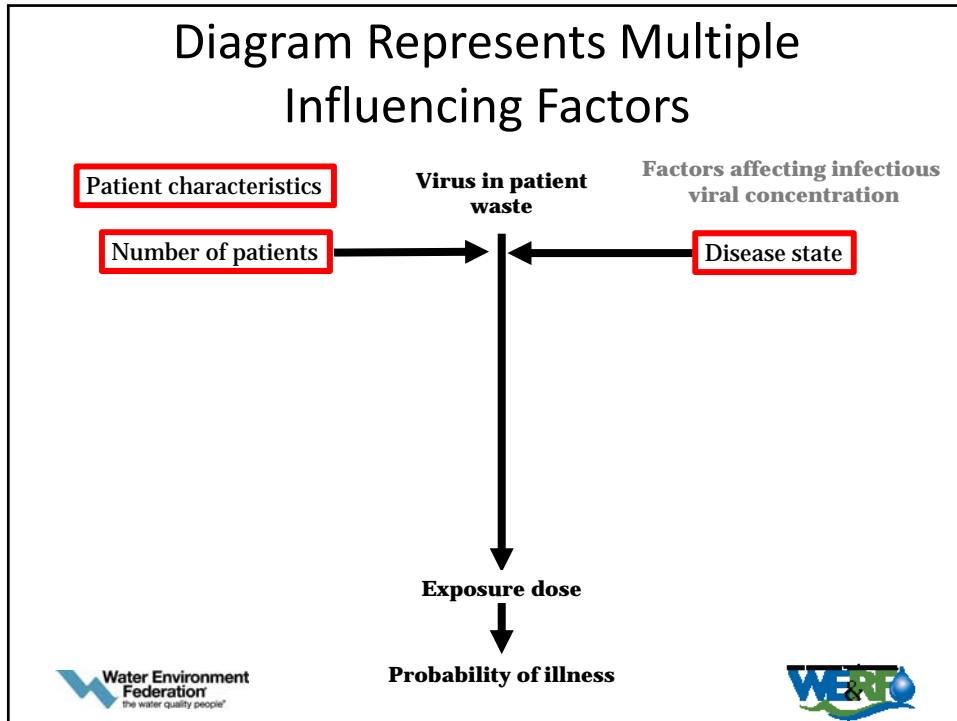 Diagram Represents Multiple
Influencing Factors
Patient characteristics
Virus in patient
waste
Factors affecting infectious
viral concentration
Number of patients
Disease state
Exposure dose
Probability of illness
Water Environment
Federation
the water quality people®
WE&RF